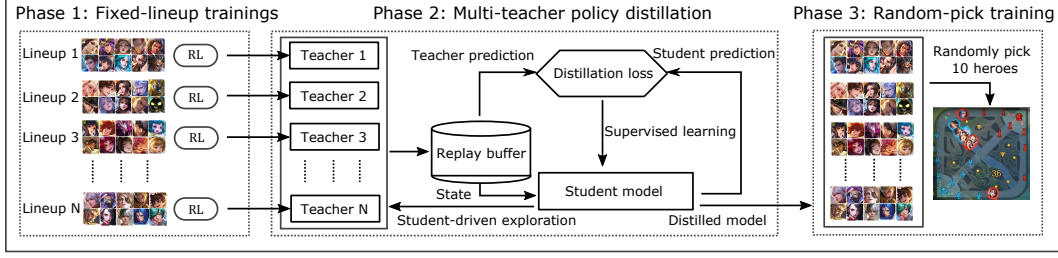 Phase 1: Fixed-lineup trainings
Lineup 1
RL
Lineup 2
RL
Lineup 3
RL
Lineup N
RL
Phase 2: Multi-teacher policy distillation
Teacher 1
Teacher 2
Teacher 3
Teacher N
Teacher prediction
Student prediction
Distillation loss
Supervised learning
Replay buffer
State
Student model
Student-driven exploration
Distilled model
Phase 3: Random-pick training
Randomly pick
10 heroes
36